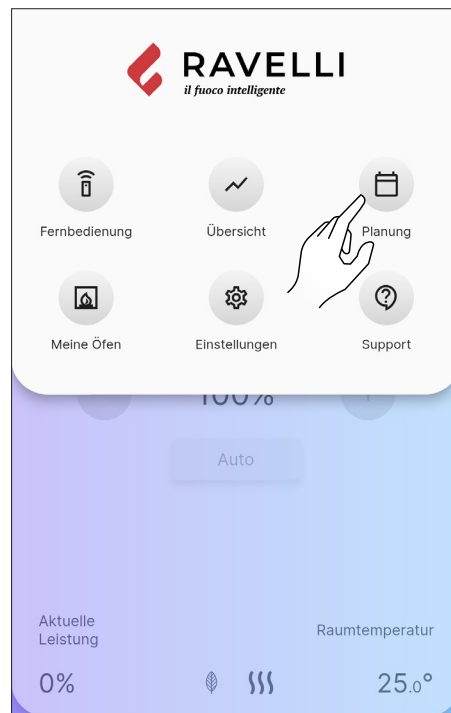 RAVELLI
il fuoco intelligente
Fernbedienung
Übersicht
Planung
Meine Öfen
Einstellungen
Support
100%
Auto
Aktuelle
Leistung
Raumtemperatur
0%
25.0°